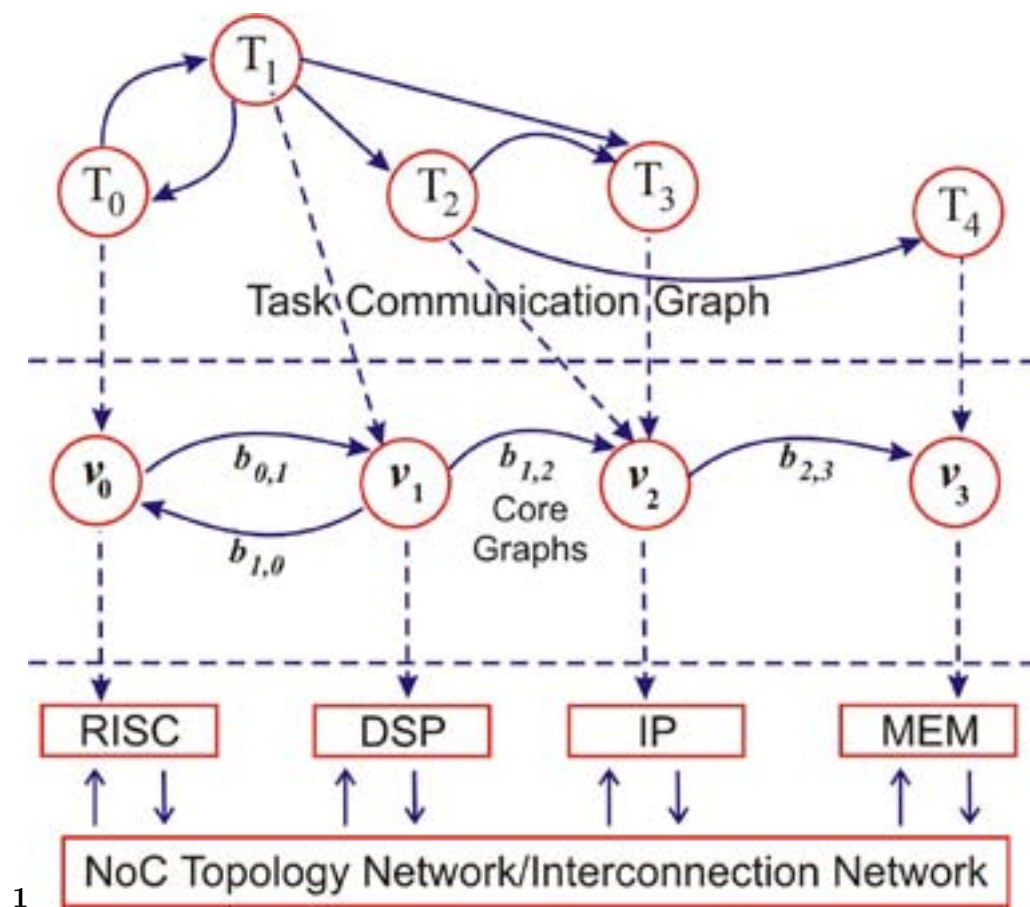 T1
T0
T2
T3
T4
Task Communication Graph
v0
b0,1
v1
b1,2
v2
b2,3
v3
Core
Graphs
b1,0
RISC
DSP
IP
MEM
NoC Topology Network/Interconnection Network
1